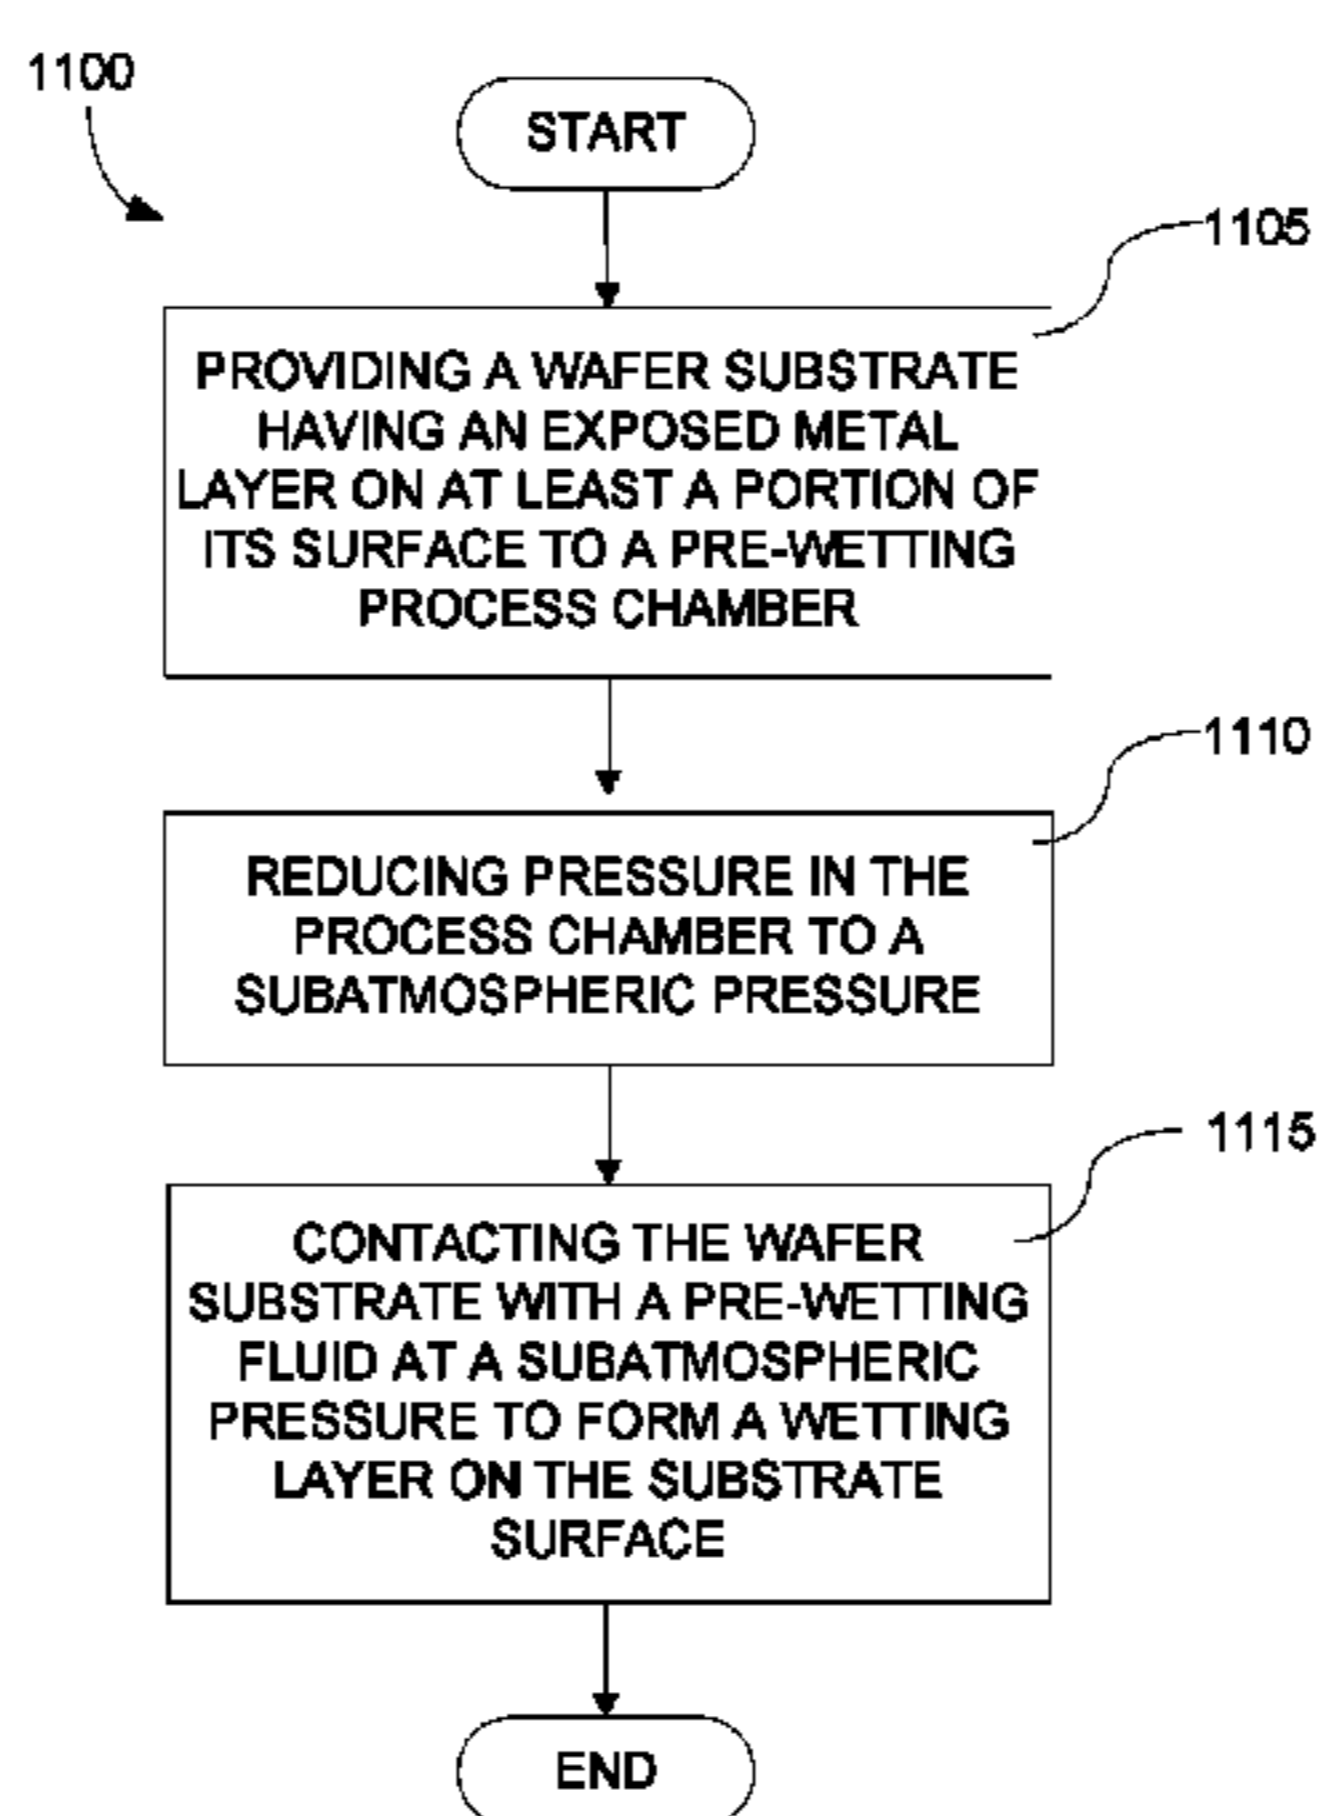 1100
START
1105
PROVIDING A WAFER SUBSTRATE
HAVING AN EXPOSED METAL
LAYER ON AT LEAST A PORTION OF
ITS SURFACE TO A PRE-WETTING
PROCESS CHAMBER
1110
REDUCING PRESSURE IN THE
PROCESS CHAMBER TO A
SUBATMOSPHERIC PRESSURE
1115
CONTACTING THE WAFER
SUBSTRATE WITH A PRE-WETTING
FLUID AT A SUBATMOSPHERIC
PRESSURE TO FORM A WETTING
LAYER ON THE SUBSTRATE
SURFACE
END